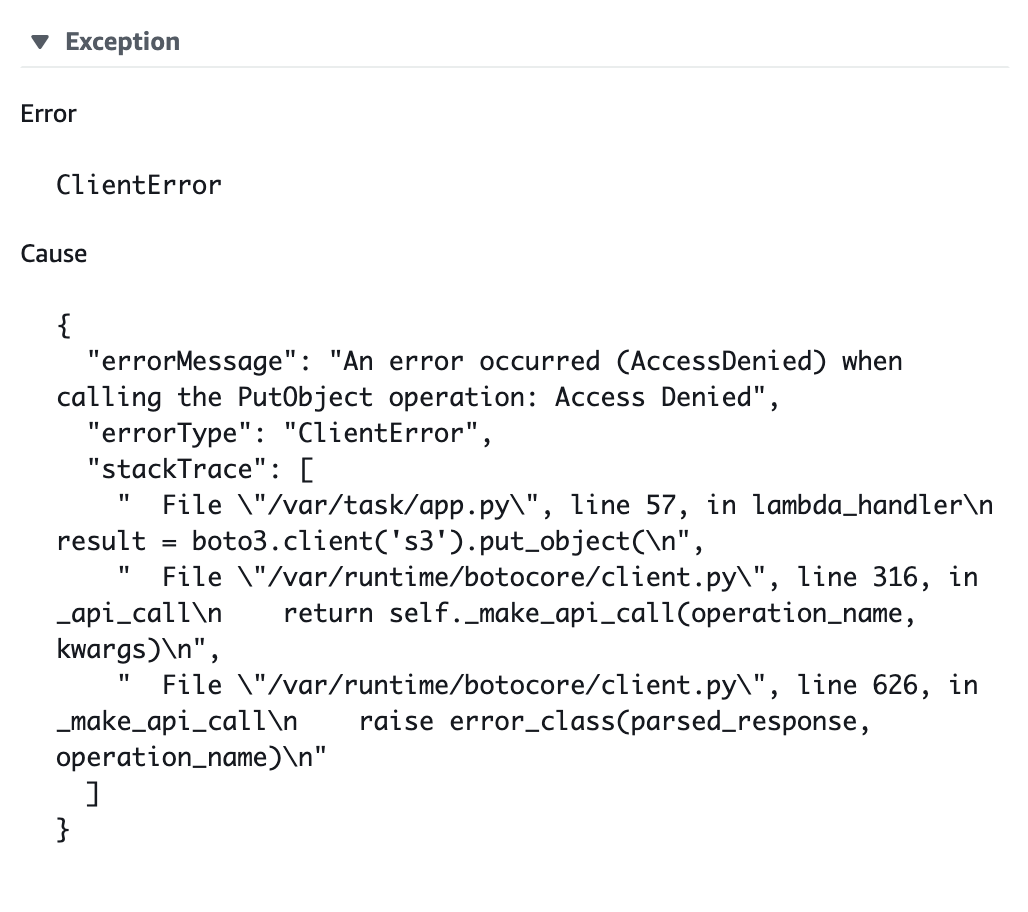 Exception
Error
ClientError
Cause
{
  "errorMessage": "An error occurred (AccessDenied) when
calling the PutObject operation: Access Denied",
  "errorType": "ClientError",
  "stackTrace": [
    "  File \"/var/task/app.py\", line 57, in lambda_handler\n
result = boto3.client('s3').put_object(\n",
    "  File \"/var/runtime/botocore/client.py\", line 316, in
_api_call\n    return self._make_api_call(operation_name,
kwargs)\n",
    "  File \"/var/runtime/botocore/client.py\", line 626, in
_make_api_call\n    raise error_class(parsed_response,
operation_name)\n"
  ]
}